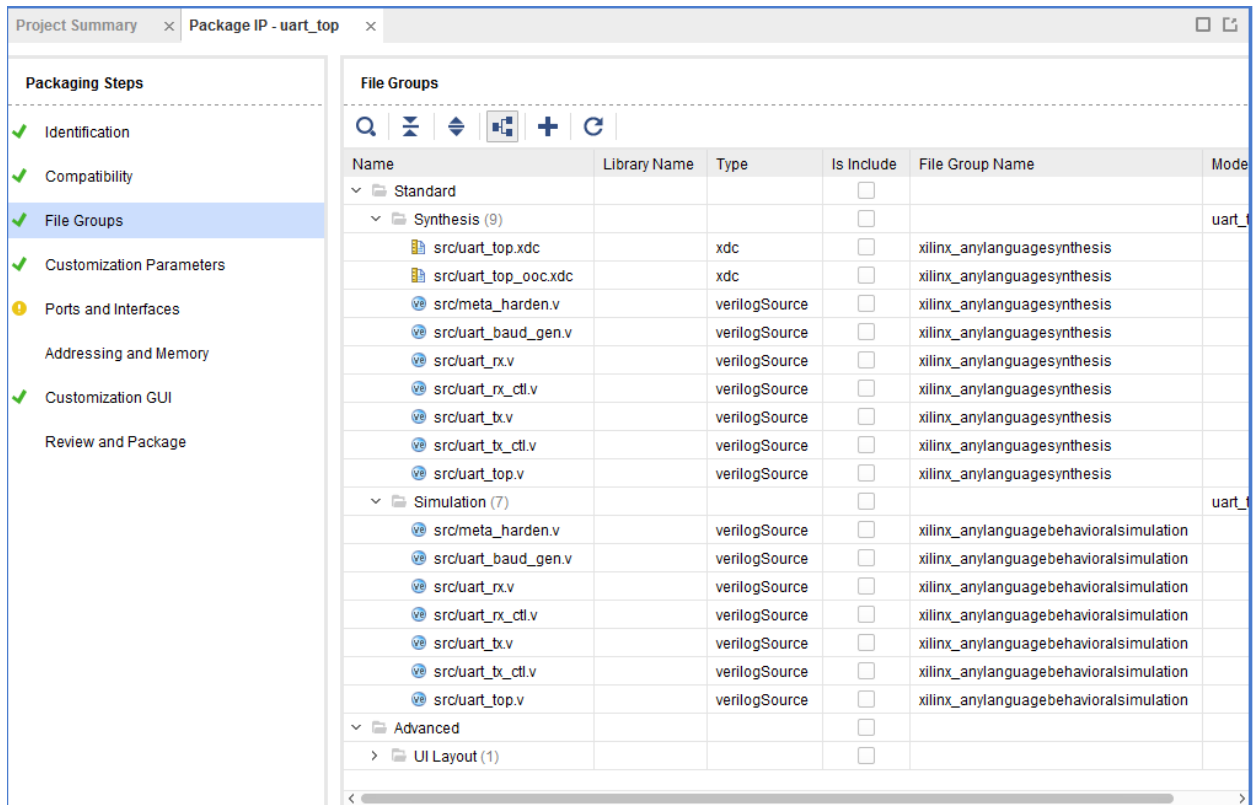 Project Summary × Package IP - uart_top ×
Packaging Steps
Identification
Compatibility
File Groups
Customization Parameters
Ports and Interfaces
Addressing and Memory
Customization GUI
Review and Package
File Groups
Name Library Name Type Is Include File Group Name Mode
Standard
Synthesis (9) uart_t
src/uart_top.xdc xdc xilinx_anylanguagesynthesis
src/uart_top_ooc.xdc xdc xilinx_anylanguagesynthesis
src/meta_harden.v verilogSource xilinx_anylanguagesynthesis
src/uart_baud_gen.v verilogSource xilinx_anylanguagesynthesis
src/uart_rx.v verilogSource xilinx_anylanguagesynthesis
src/uart_rx_ctl.v verilogSource xilinx_anylanguagesynthesis
src/uart_tx.v verilogSource xilinx_anylanguagesynthesis
src/uart_tx_ctl.v verilogSource xilinx_anylanguagesynthesis
src/uart_top.v verilogSource xilinx_anylanguagesynthesis
Simulation (7) uart_t
src/meta_harden.v verilogSource xilinx_anylanguagebehavioralsimulation
src/uart_baud_gen.v verilogSource xilinx_anylanguagebehavioralsimulation
src/uart_rx.v verilogSource xilinx_anylanguagebehavioralsimulation
src/uart_rx_ctl.v verilogSource xilinx_anylanguagebehavioralsimulation
src/uart_tx.v verilogSource xilinx_anylanguagebehavioralsimulation
src/uart_tx_ctl.v verilogSource xilinx_anylanguagebehavioralsimulation
src/uart_top.v verilogSource xilinx_anylanguagebehavioralsimulation
Advanced
UI Layout (1)